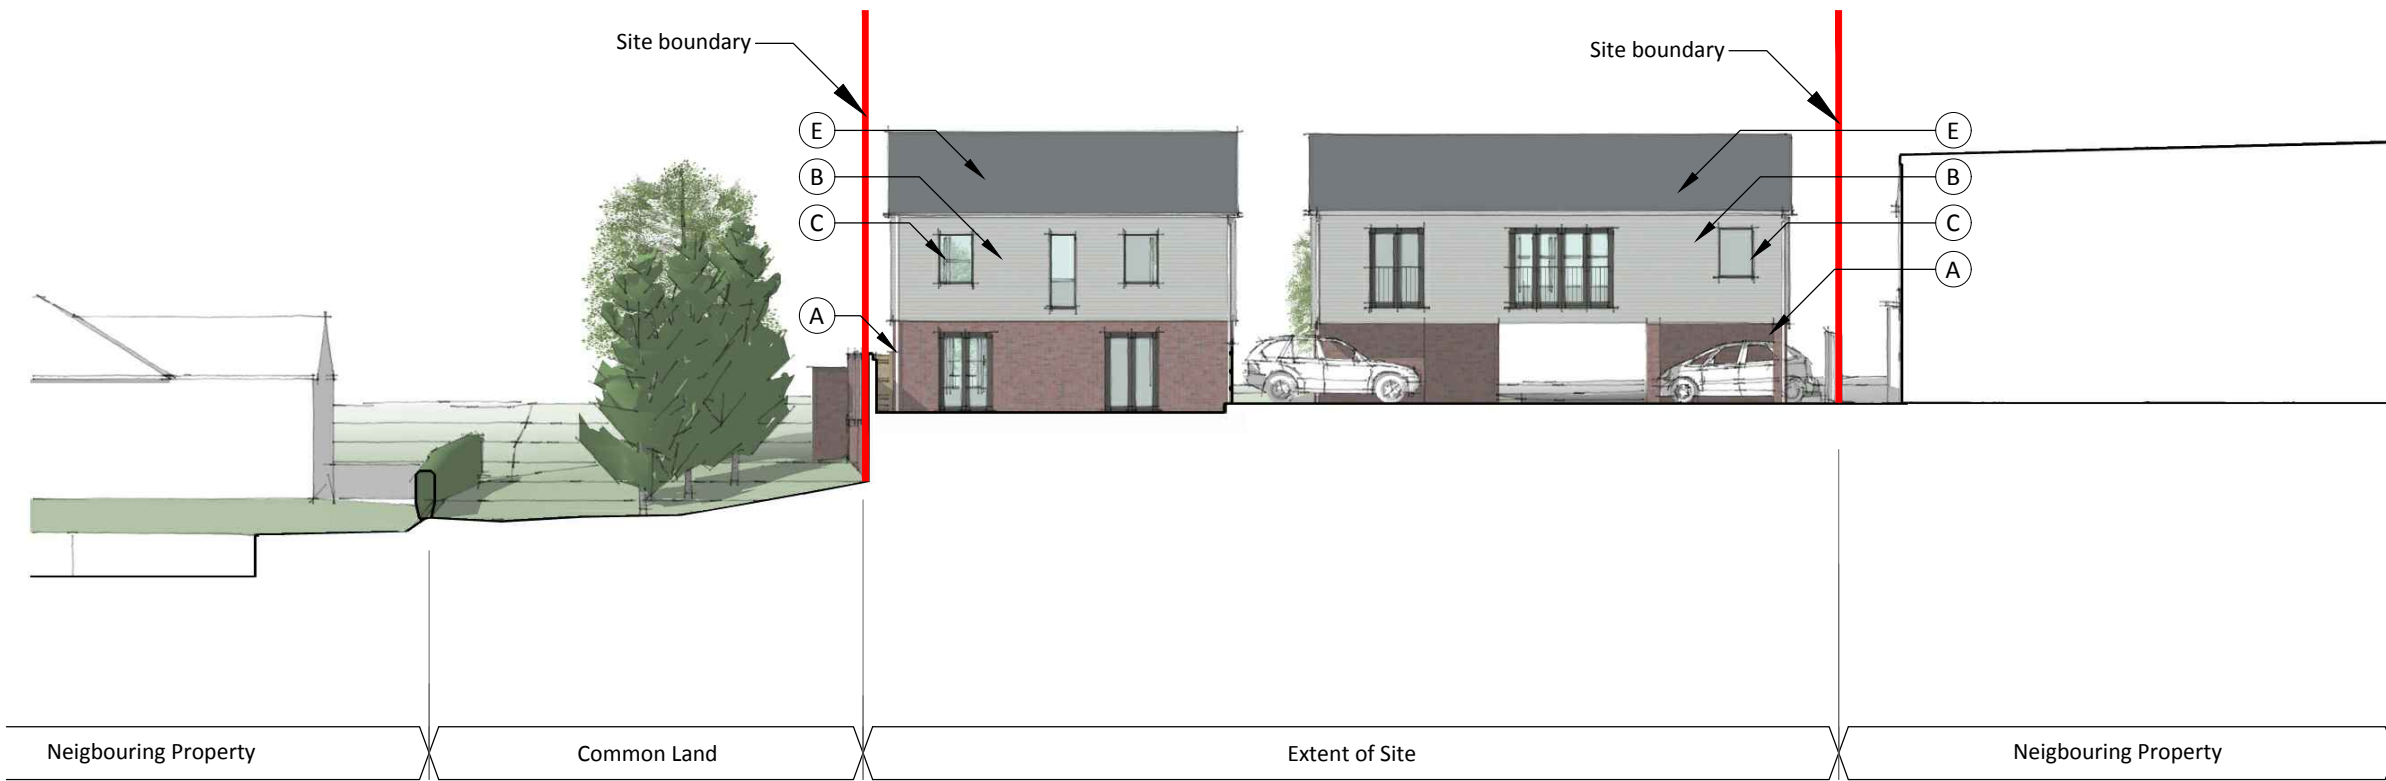 Site boundary
Site boundary
E
E
B
B
C
C
A
A
Neigbouring Property
Common Land
Extent of Site
Neigbouring Property